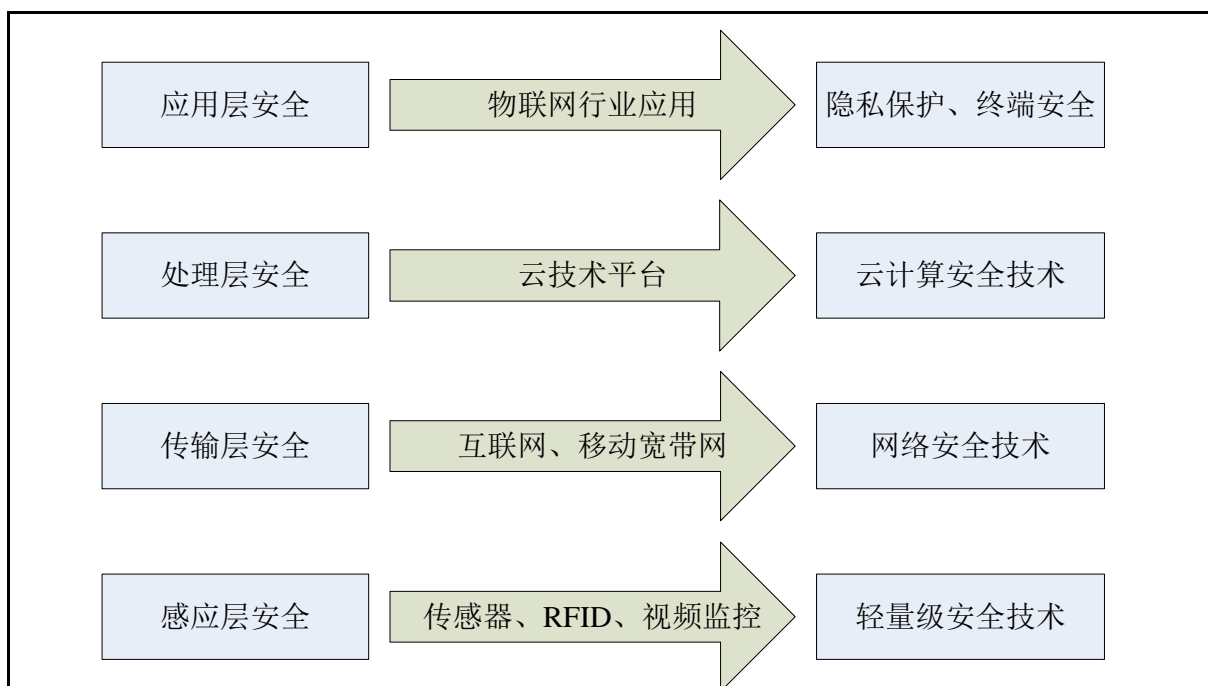 应用层安全
物联网行业应用
隐私保护、终端安全
处理层安全
云技术平台
云计算安全技术
传输层安全
互联网、移动宽带网
网络安全技术
感应层安全
传感器、RFID、视频监控
轻量级安全技术